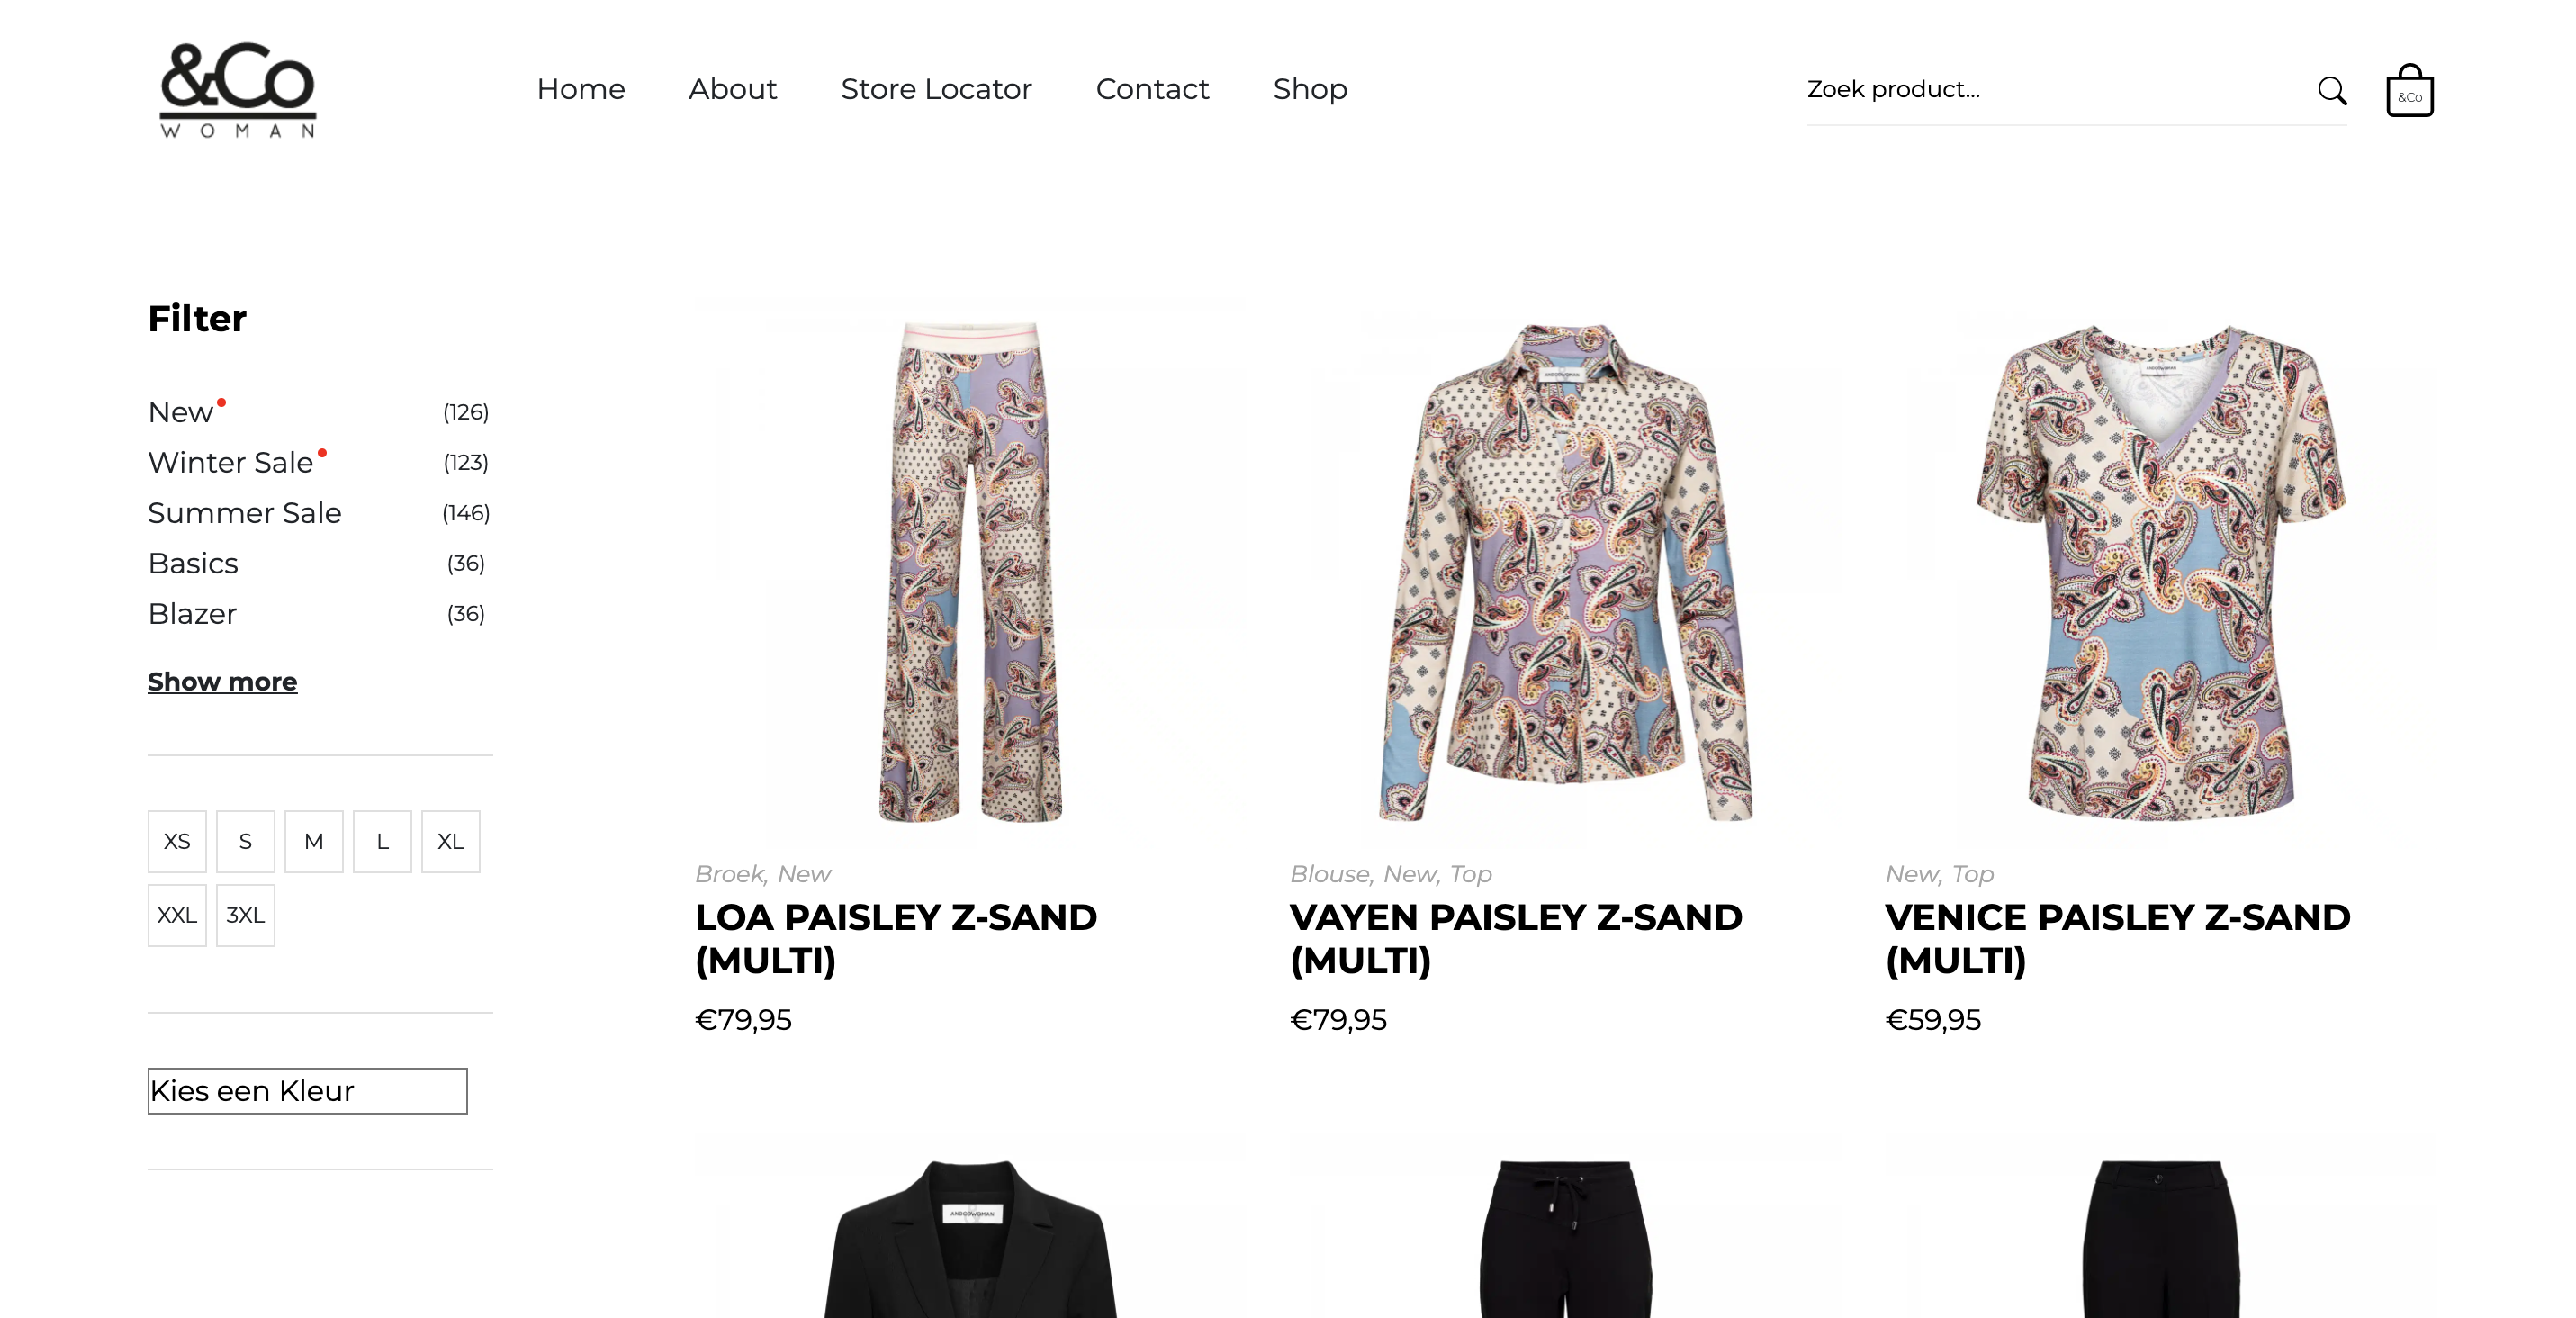 &Co
WOMAN
Home
About
Store Locator
Contact
Shop
Zoek product...
&Co
Filter
New (126)
Winter Sale (123)
Summer Sale (146)
Basics (36)
Blazer (36)
Show more
XS S M L XL
XXL 3XL
Kies een Kleur
ANDCOWOMAN
Broek, New
LOA PAISLEY Z-SAND
(MULTI)
€79,95
ANDCOWOMAN
Blouse, New, Top
VAYEN PAISLEY Z-SAND
(MULTI)
€79,95
New, Top
VENICE PAISLEY Z-SAND
(MULTI)
€59,95
ANDCOWOMAN